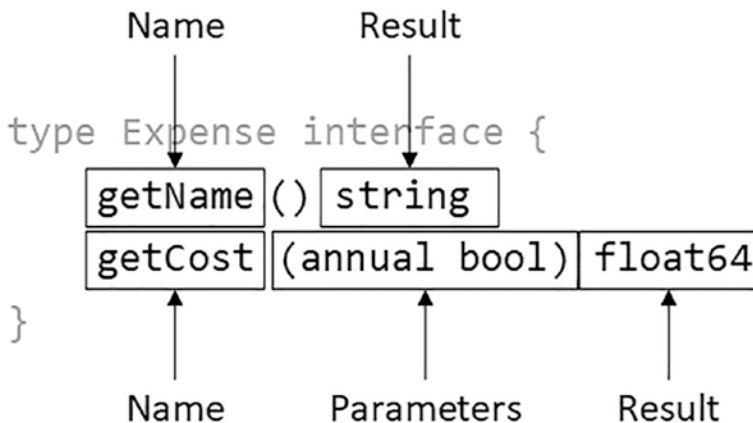 Name Result
type Expense interface {
getName () string
getCost (annual bool) float64
}
Name Parameters Result